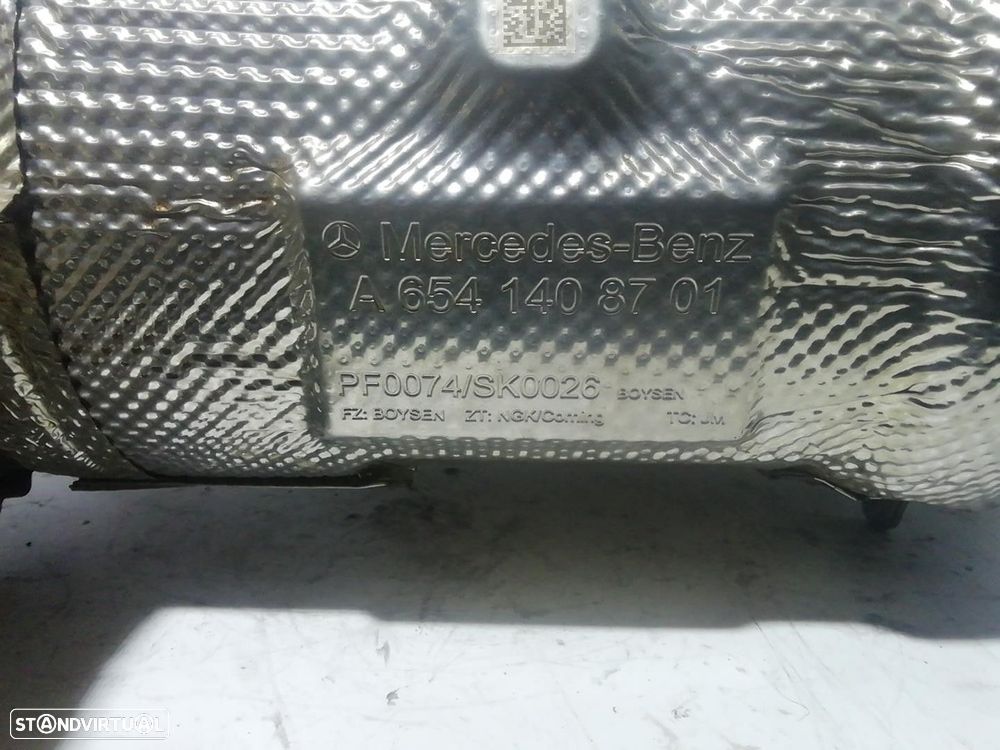 Mercedes-Benz
A 654 140 87 01
PF0074/SK0026 BOYSEN
FZ: BOYSEN ZT: NGK/Corning TC: JM
STANDVIRTUAL